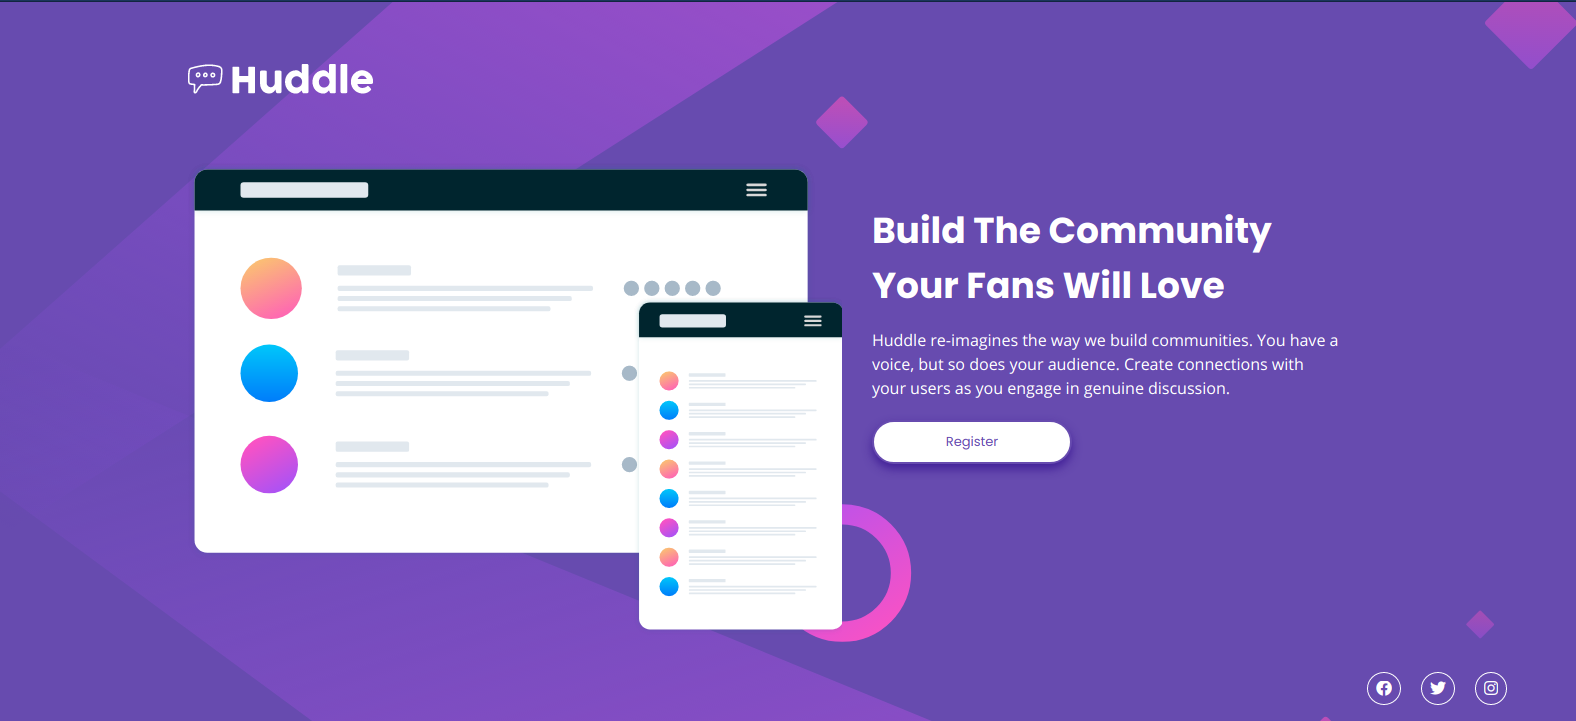 Huddle
Build The Community
Your Fans Will Love
Huddle re-imagines the way we build communities. You have a
voice, but so does your audience. Create connections with
your users as you engage in genuine discussion.
Register